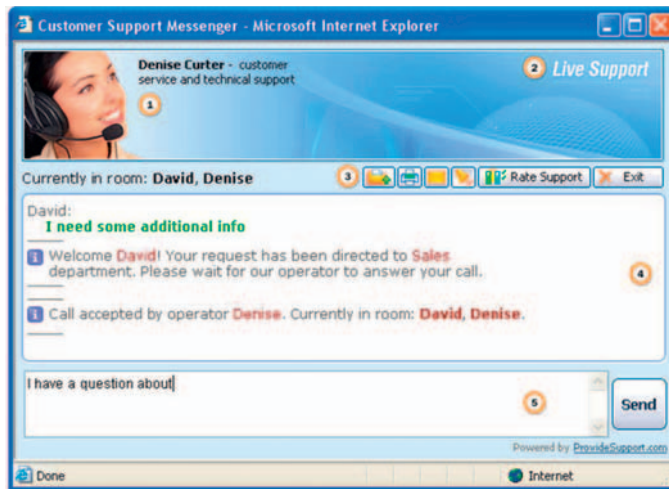 Customer Support Messenger - Microsoft Internet Explorer
Denise Curter - customer
service and technical support
1
2 Live Support
Currently in room: David, Denise
3
Rate Support
Exit
David:
I need some additional info
Welcome David! Your request has been directed to Sales
department. Please wait for our operator to answer your call.
4
Call accepted by operator Denise. Currently in room: David, Denise.
I have a question about
5
Send
Powered by ProvideSupport.com
Done
Internet